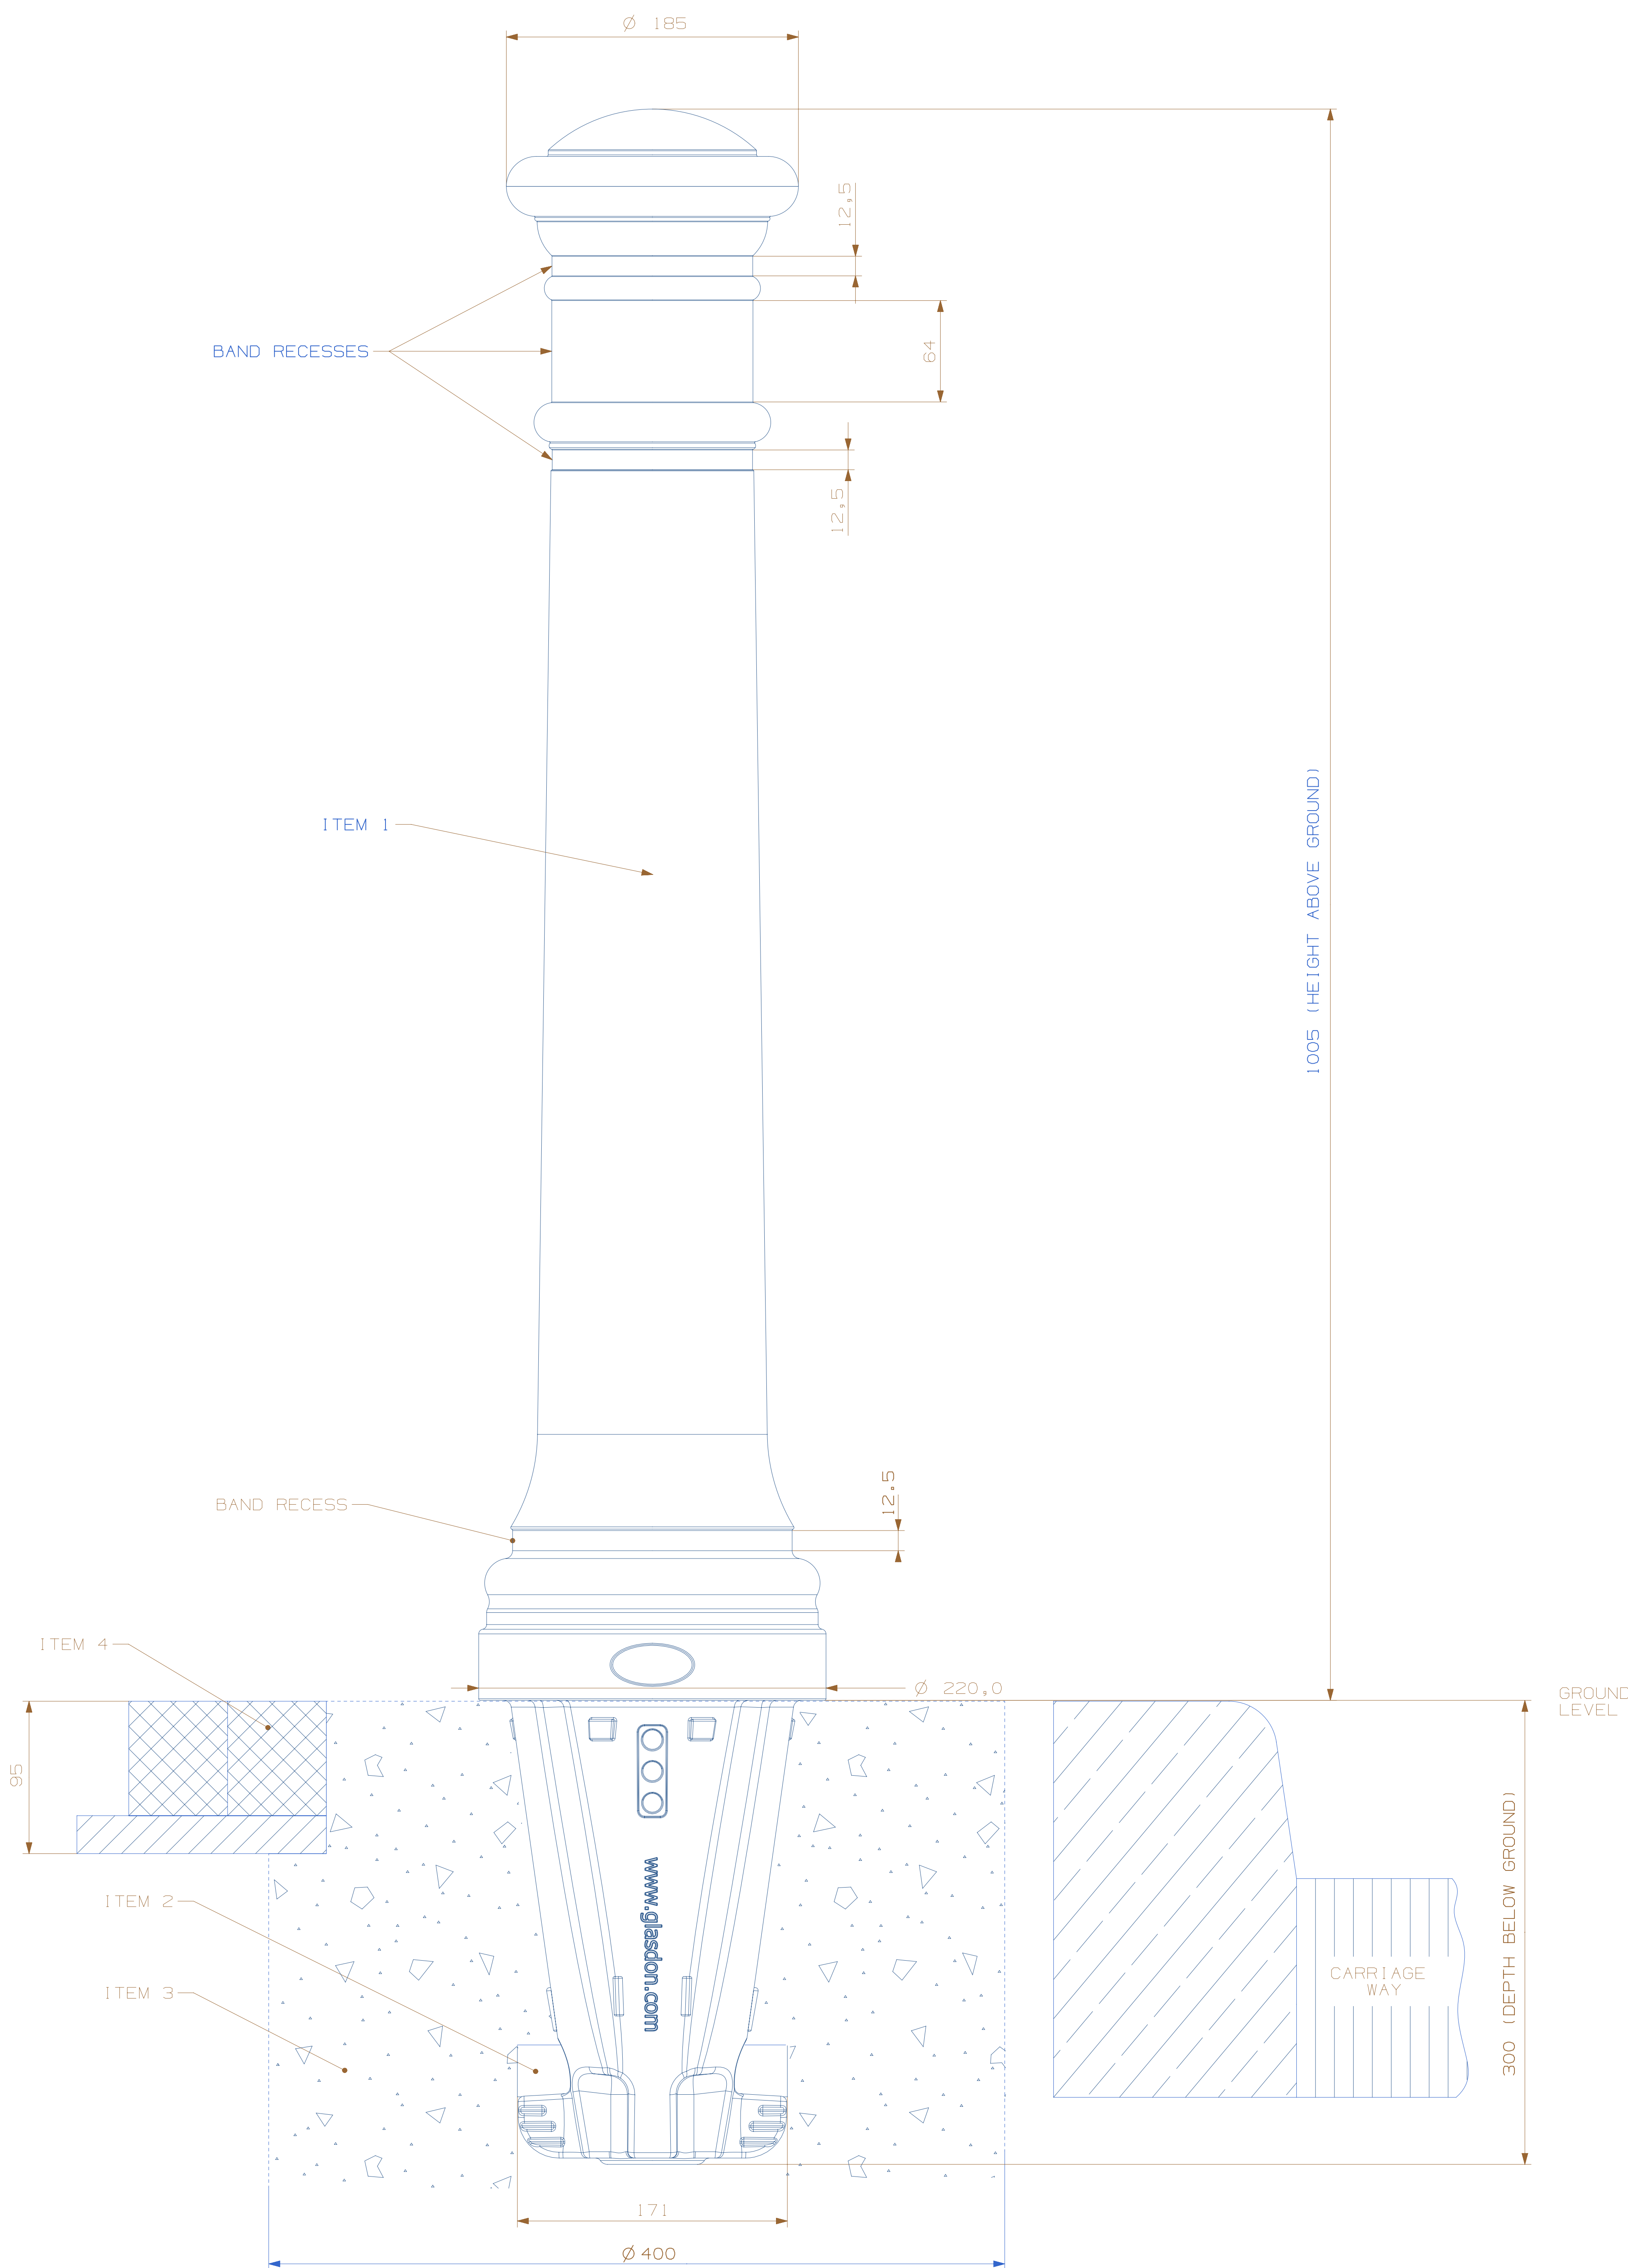 Ø 185
12,5
BAND RECESSES
64
12,5
ITEM 1
1005 (HEIGHT ABOVE GROUND)
12.5
BAND RECESS
ITEM 4
Ø 220,0
GROUND
LEVEL
95
300 (DEPTH BELOW GROUND)
www.glasdon.com
ITEM 2
CARRIAGE
WAY
ITEM 3
171
Ø400